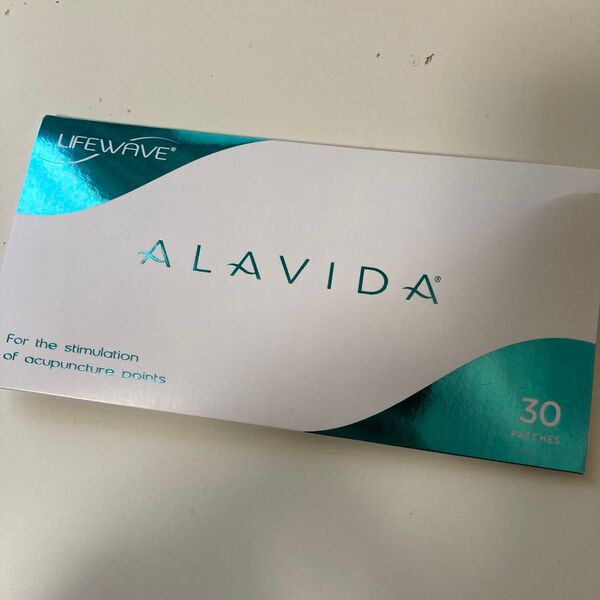 LIFEWAVE®
ALAVIDA®
For the stimulation
of acupuncture points
30
PATCHES